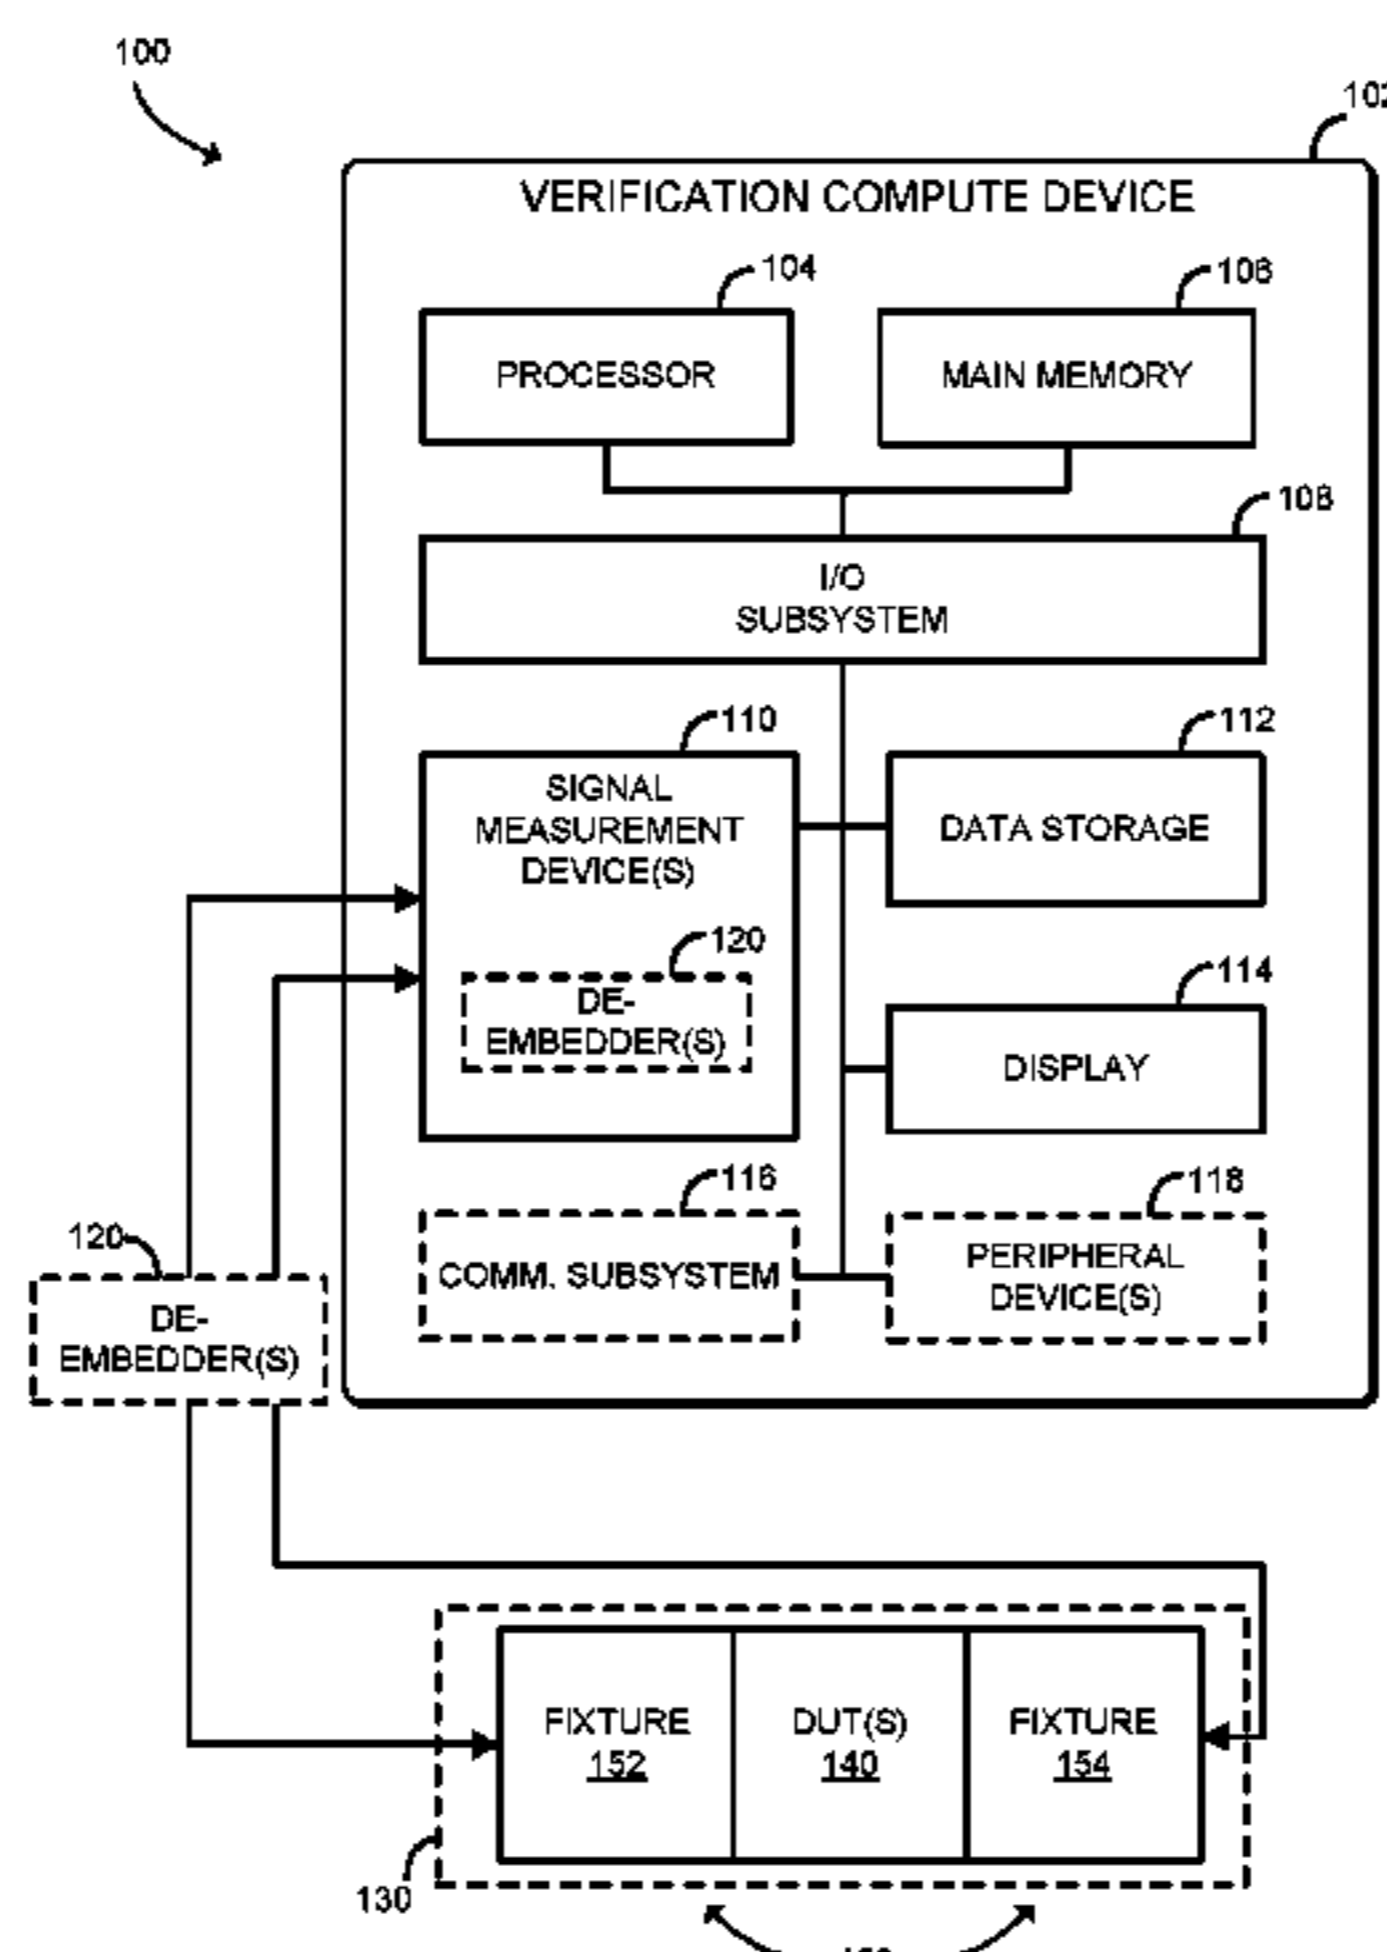 100
VERIFICATION COMPUTE DEVICE
104
106
PROCESSOR
MAIN MEMORY
108
I/O
SUBSYSTEM
110
112
SIGNAL
MEASUREMENT
DEVICE(S)
DATA STORAGE
120
DE-
EMBEDDER(S)
114
DISPLAY
116
118
COMM. SUBSYSTEM
PERIPHERAL
DEVICE(S)
120
DE-
EMBEDDER(S)
FIXTURE
152
DUT(S)
140
FIXTURE
154
130